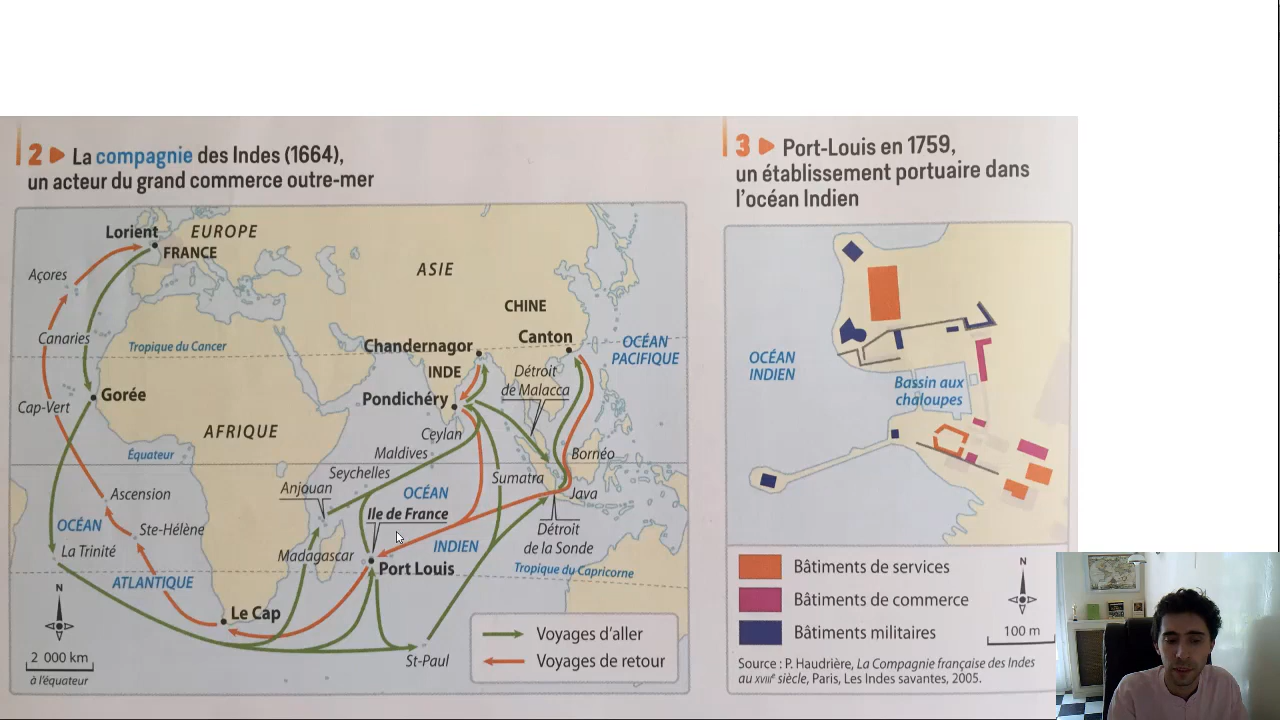 2 ▶ La compagnie des Indes (1664),
un acteur du grand commerce outre-mer
Lorient
EUROPE
FRANCE
Açores
ASIE
CHINE
Canaries
Tropique du Cancer
Chandernagor
Canton
OCÉAN
PACIFIQUE
INDE
Détroit
de Malacca
Gorée
Pondichéry
Cap-Vert
AFRIQUE
Ceylan
Équateur
Maldives
Bornéo
Seychelles
Sumatra
Anjouan
OCÉAN
Java
Ascension
Ile de France
OCÉAN
Ste-Hélène
Détroit
de la Sonde
La Trinité
Madagascar
INDIEN
Port Louis
Tropique du Capricorne
ATLANTIQUE
N
Le Cap
Voyages d'aller
2 000 km
à l'équateur
St-Paul
Voyages de retour
3 ▶ Port-Louis en 1759,
un établissement portuaire dans
l'océan Indien
OCÉAN
INDIEN
Bassin aux
chaloupes
Bâtiments de services
Bâtiments de commerce
Bâtiments militaires
N
100 m
Source : P. Haudrière, La Compagnie française des Indes
au XVIIIe siècle, Paris, Les Indes savantes, 2005.